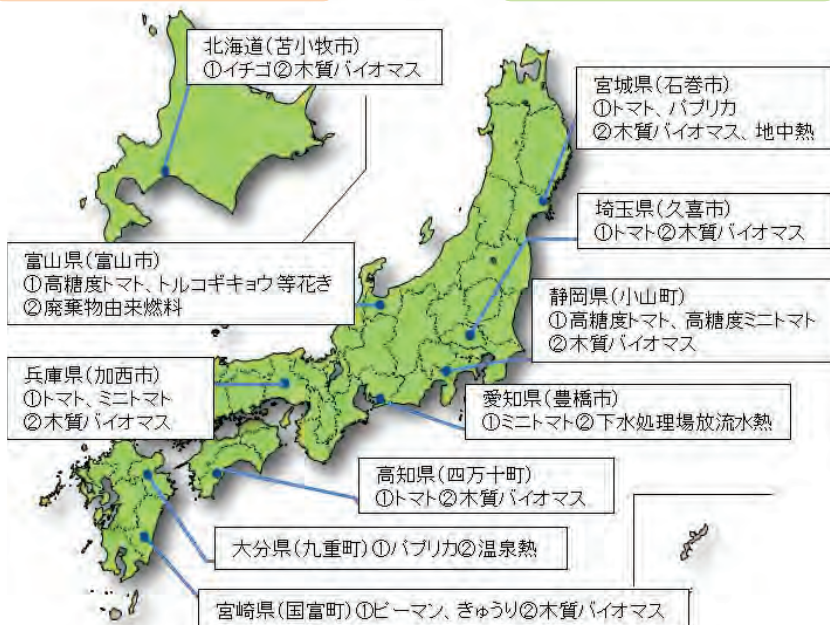 北海道(苫小牧市)
①イチゴ②木質バイオマス
宮城県(石巻市)
①トマト、パプリカ
②木質バイオマス、地中熱
埼玉県(久喜市)
①トマト②木質バイオマス
富山県(富山市)
①高糖度トマト、トルコギキョウ等花き
②廃棄物由来燃料
静岡県(小山町)
①高糖度トマト、高糖度ミニトマト
②木質バイオマス
兵庫県(加西市)
①トマト、ミニトマト
②木質バイオマス
愛知県(豊橋市)
①ミニトマト②下水処理場放流水熱
高知県(四万十町)
①トマト②木質バイオマス
大分県(九重町)①パプリカ②温泉熱
宮崎県(国富町)①ピーマン、きゅうり②木質バイオマス